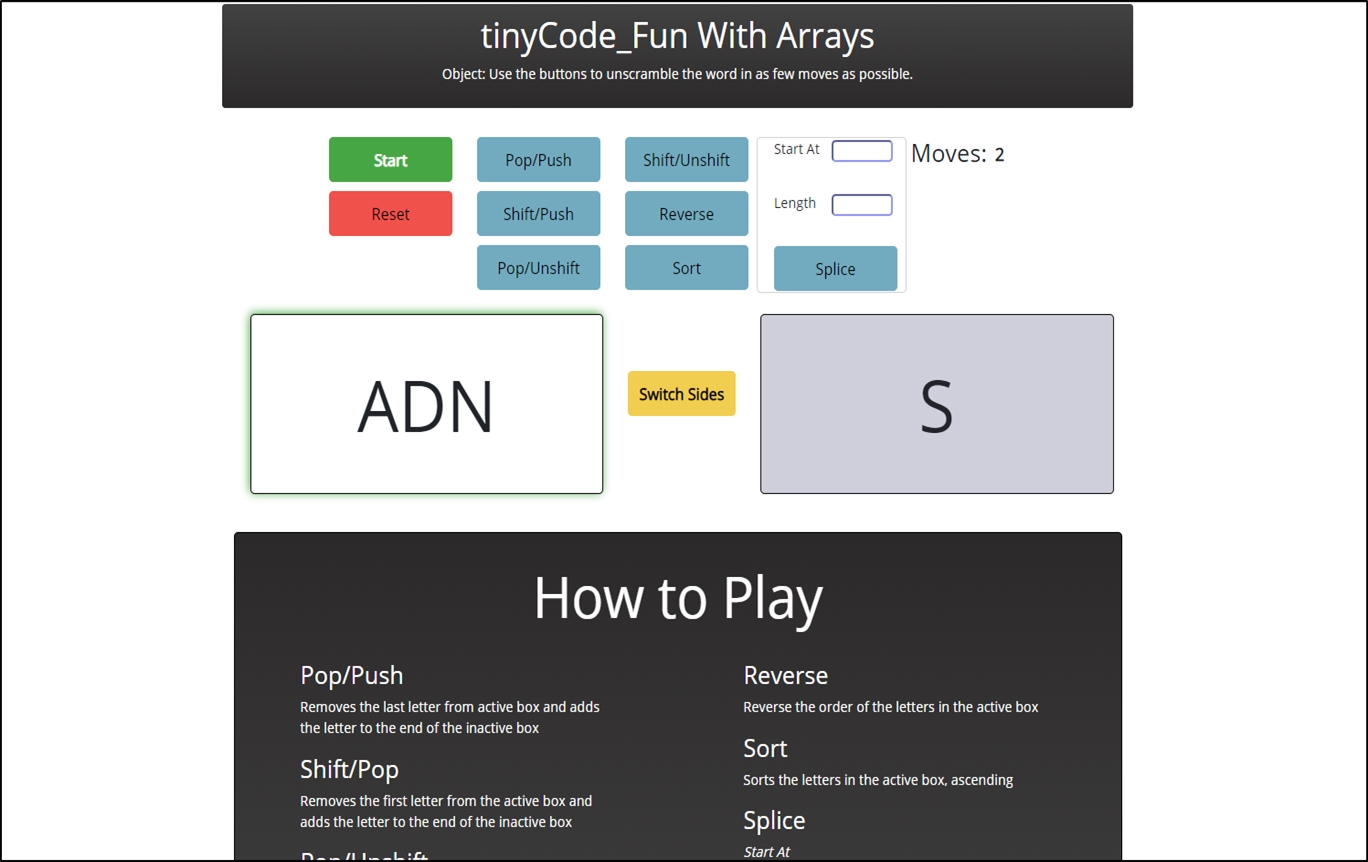 tinyCode_Fun With Arrays
Object: Use the buttons to unscramble the word in as few moves as possible.
Start
Pop/Push
Shift/Unshift
Start At
Moves: 2
Reset
Shift/Push
Reverse
Length
Pop/Unshift
Sort
Splice
ADN
Switch Sides
S
How to Play
Pop/Push
Removes the last letter from active box and adds
the letter to the end of the inactive box
Shift/Pop
Removes the first letter from the active box and
adds the letter to the end of the inactive box
Pop/Unshift
Reverse
Reverse the order of the letters in the active box
Sort
Sorts the letters in the active box, ascending
Splice
Start At